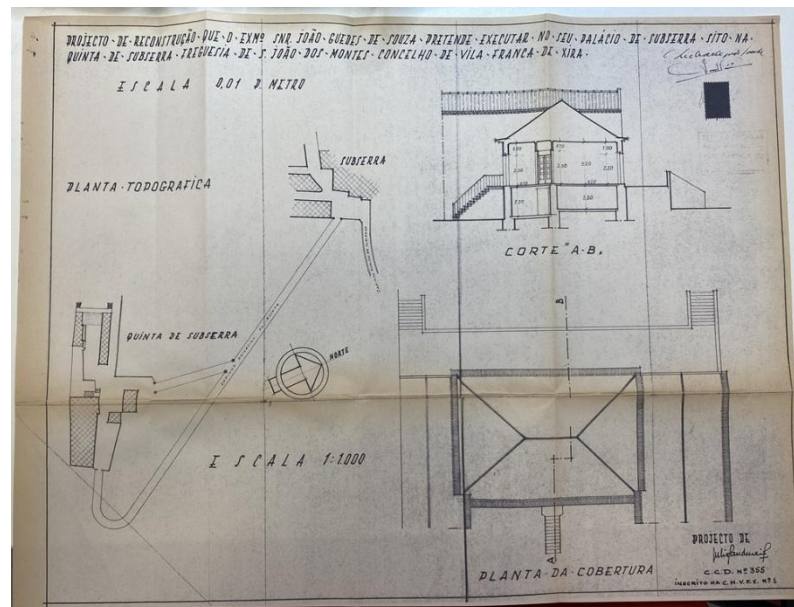 PROJECTO·DE·RECONSTRUÇÃO·QUE·O·EXMº SNR. JOÃO·GUEDES·DE·SOUZA·PRETENDE·EXECUTAR·NO·SEU·PALÁCIO·DE·SUBSERRA·SÍTO·NA·
QUINTA·DE·SUBSERRA·FREGUESIA·DE·S. JOÃO·DOS·MONTES·CONCELHO·DE·VILA·FRANCA·DE·XIRA·
ESCALA 0,01 P. METRO
PLANTA·TOPOGRAFICA
SUBSERRA
CORTE "A-B"
QUINTA DE SUBSERRA
NORTE
ESCALA 1:1.000
B
A
PLANTA·DA·COBERTURA
PROJECTO DE
C.C.D. Nº 355
INSCRITO NA C.M.V.F.X. Nº 1